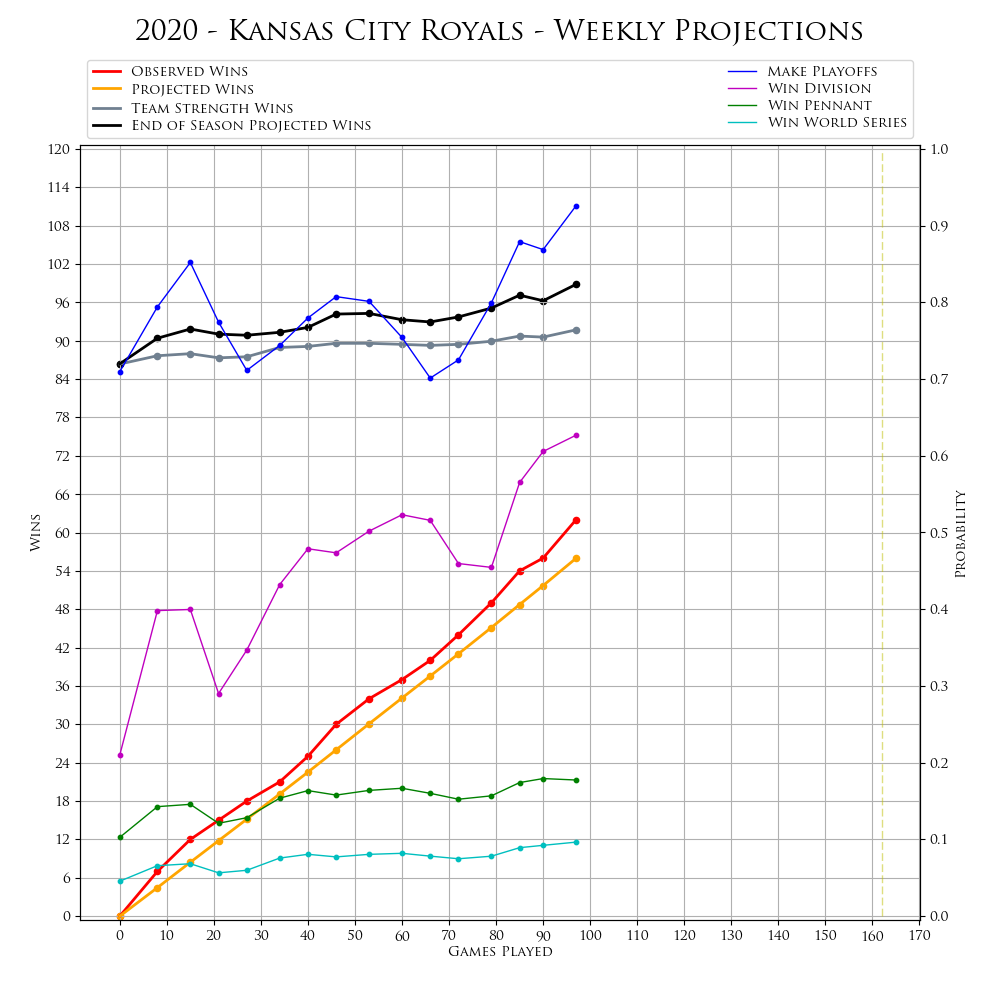 2020 - Kansas City Royals - Weekly Projections
Observed Wins
Projected Wins
Team Strength Wins
End of Season Projected Wins
Make Playoffs
Win Division
Win Pennant
Win World Series
120
114
108
102
96
90
84
78
72
66
60
54
48
42
36
30
24
18
12
6
0
Wins
1.0
0.9
0.8
0.7
0.6
0.5
0.4
0.3
0.2
0.1
0.0
Probability
0 10 20 30 40 50 60 70 80 90 100 110 120 130 140 150 160 170
Games Played